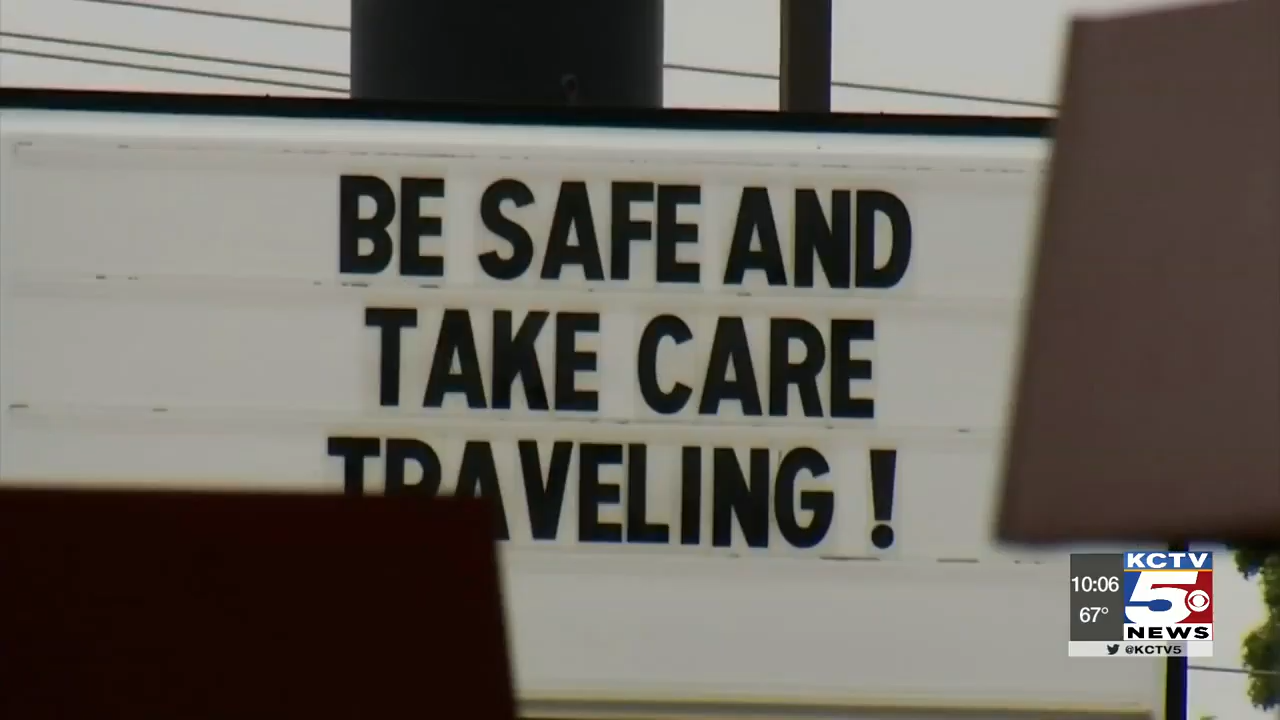 BE SAFE AND
TAKE CARE
TRAVELING !
10:06
67°
KCTV
5
NEWS
@KCTV5